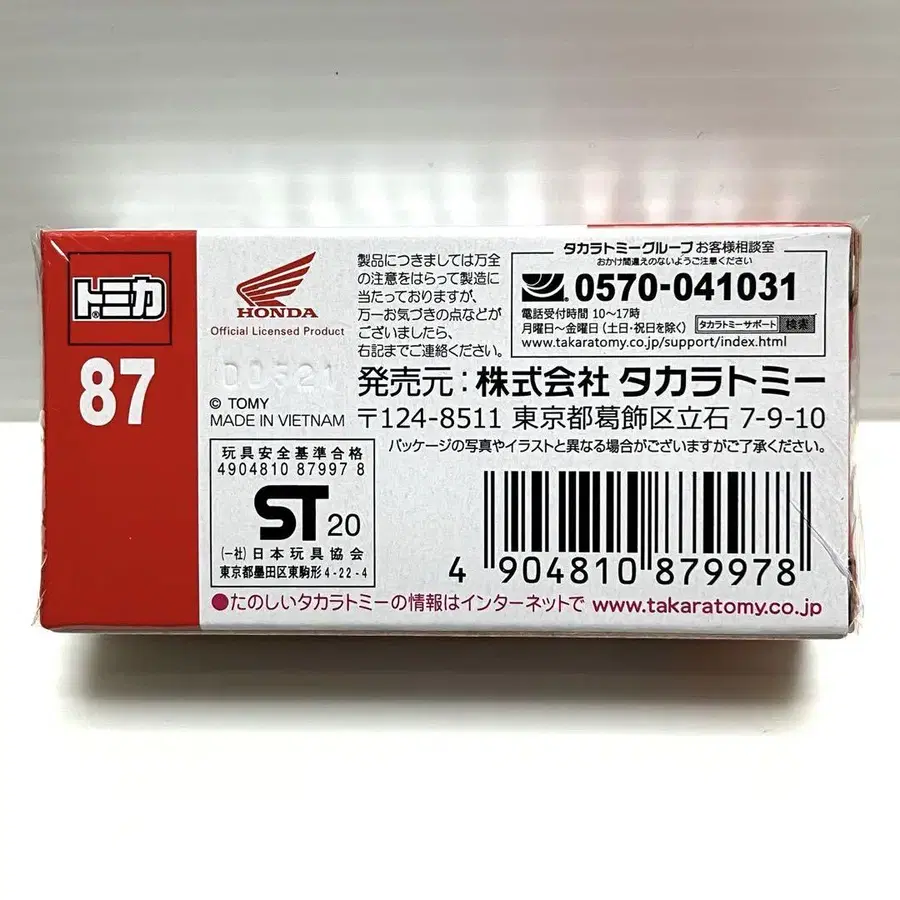 トミカ
®
87
HONDA
Official Licensed Product
DD521
© TOMY
MADE IN VIETNAM
製品につきましては万全
の注意をはらって製造に
当たっておりますが、
万一お気づきの点などが
ございましたら、
右記までご連絡ください。
タカラトミーグループ お客様相談室
おかけ間違えのないようご注意ください
0570-041031
電話受付時間 10〜17時
月曜日〜金曜日（土・日・祝日を除く）
タカラトミーサポート 検索
www.takaratomy.co.jp/support/index.html
発売元：株式会社 タカラトミー
〒124-8511 東京都葛飾区立石 7-9-10
パッケージの写真やイラストと異なる場合がございますがご了承ください。
玩具安全基準合格
4904810 87997 8
ST 20
(一社)日本玩具協会
東京都墨田区東駒形4-22-4
4 904810 879978
●たのしいタカラトミーの情報はインターネットで www.takaratomy.co.jp